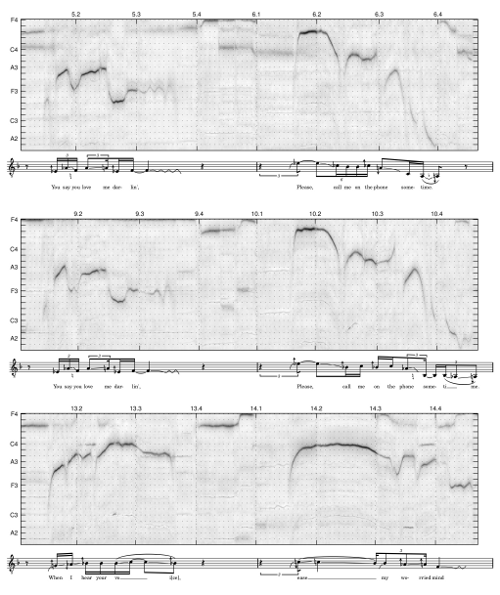 5.2 5.3 5.4 6.1 6.2 6.3 6.4
F4
C4
A3
F3
C3
A2
You say you love me dar- lin', Please, call me on the phone some- time.
9.2 9.3 9.4 10.1 10.2 10.3 10.4
F4
C4
A3
F3
C3
A2
You say you love me dar- lin', Please, call me on the phone some- ti___ me.
13.2 13.3 13.4 14.1 14.2 14.3 14.4
F4
C4
A3
F3
C3
A2
When I hear your vo___ i(ce), ease___ my wo- rried mind